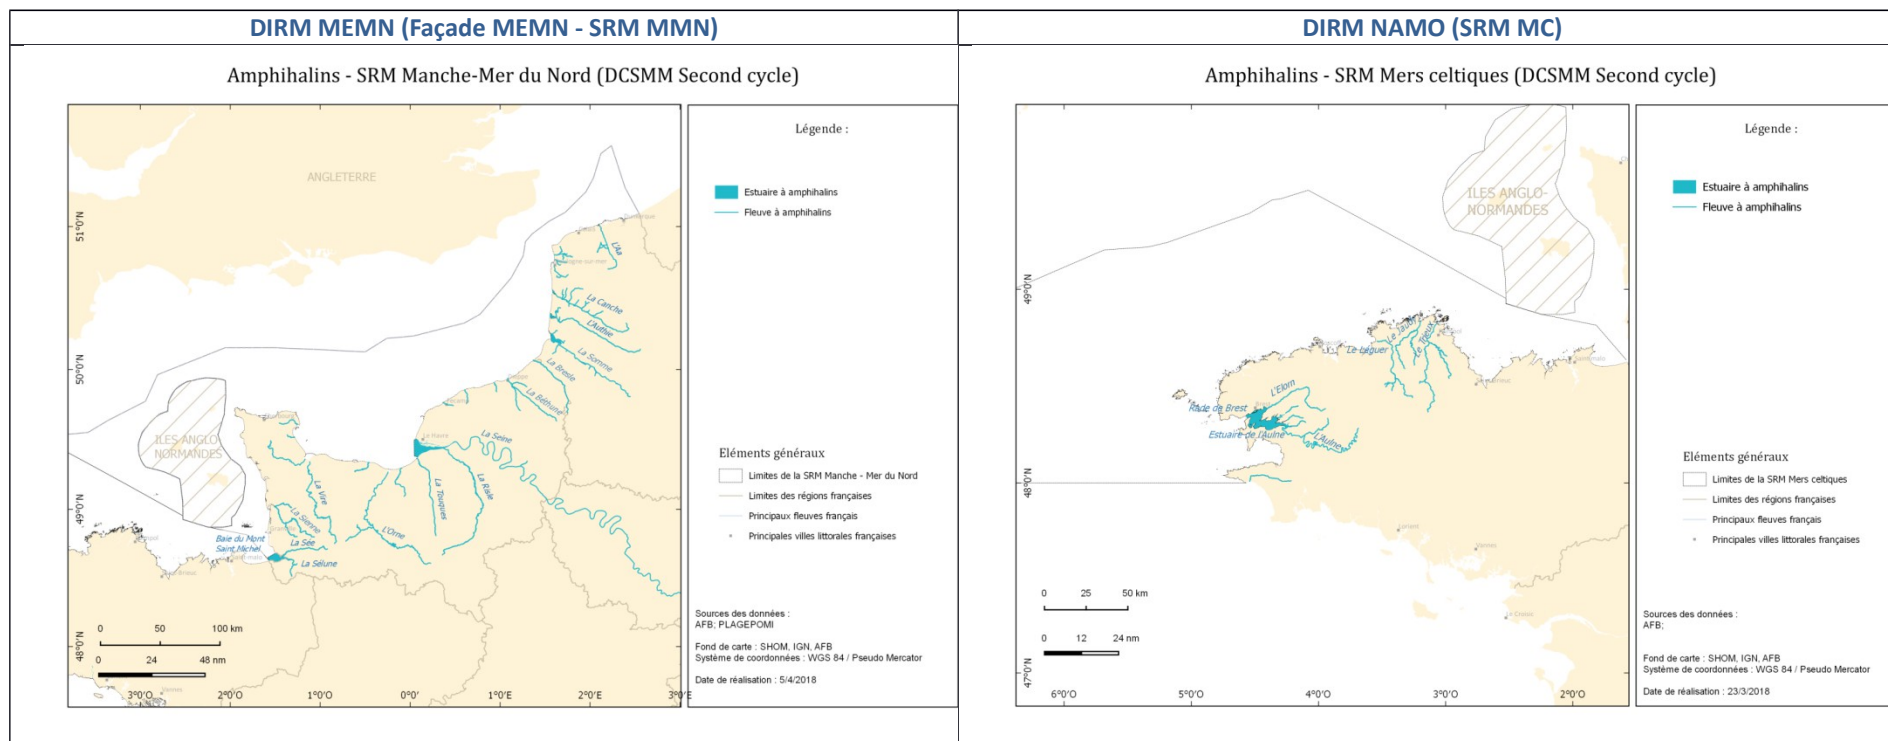 DIRM MEMN (Façade MEMN - SRM MMN)
Amphihalins - SRM Manche-Mer du Nord (DCSMM Second cycle)
ANGLETERRE
ILES ANGLO-
NORMANDES
51°0'N
50°0'N
49°0'N
48°0'N
Dunkerque
L'Aa
La Canche
L'Authie
La Somme
La Bresle
Dieppe
La Béthune
Le Havre
La Seine
La Risle
La Touques
L'Orne
La Vire
La Sienne
La Sée
La Sélune
Baie du Mont
Saint Michel
0 50 100 km
0 24 48 nm
3°0'O 2°0'O 1°0'O 0°0' 1°0'O 2°0'O 3°0'O
Légende :
Estuaire à amphihalins
Fleuve à amphihalins
Eléments généraux
Limites de la SRM Manche - Mer du Nord
Limites des régions françaises
Principaux fleuves français
Principales villes littorales françaises
Sources des données :
AFB; PLAGEPOMI
Fond de carte : SHOM, IGN, AFB
Système de coordonnées : WGS 84 / Pseudo Mercator
Date de réalisation : 5/4/2018
DIRM NAMO (SRM MC)
Amphihalins - SRM Mers celtiques (DCSMM Second cycle)
ILES ANGLO-
NORMANDES
49°0'N
48°0'N
47°0'N
Le Jaudy
Le Trieux
Le Léguer
L'Elorn
Rade de Brest
Brest
Estuaire de l'Aulne
L'Aulne
Lorient
Vannes
Le Croisic
0 25 50 km
0 12 24 nm
6°0'O 5°0'O 4°0'O 3°0'O 2°0'O
Légende :
Estuaire à amphihalins
Fleuve à amphihalins
Eléments généraux
Limites de la SRM Mers celtiques
Limites des régions françaises
Principaux fleuves français
Principales villes littorales françaises
Sources des données :
AFB;
Fond de carte : SHOM, IGN, AFB
Système de coordonnées : WGS 84 / Pseudo Mercator
Date de réalisation : 23/3/2018